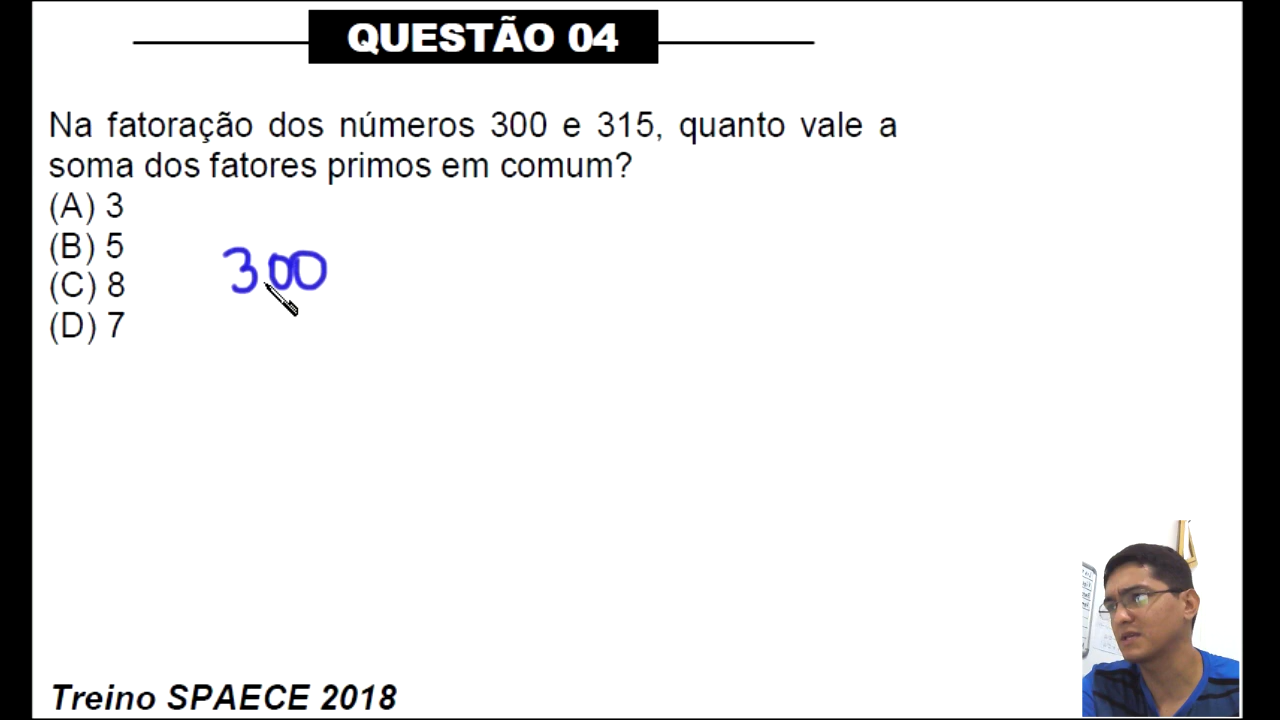 QUESTÃO 04
Na fatoração dos números 300 e 315, quanto vale a
soma dos fatores primos em comum?
(A) 3
(B) 5
(C) 8
(D) 7
300
Treino SPAECE 2018